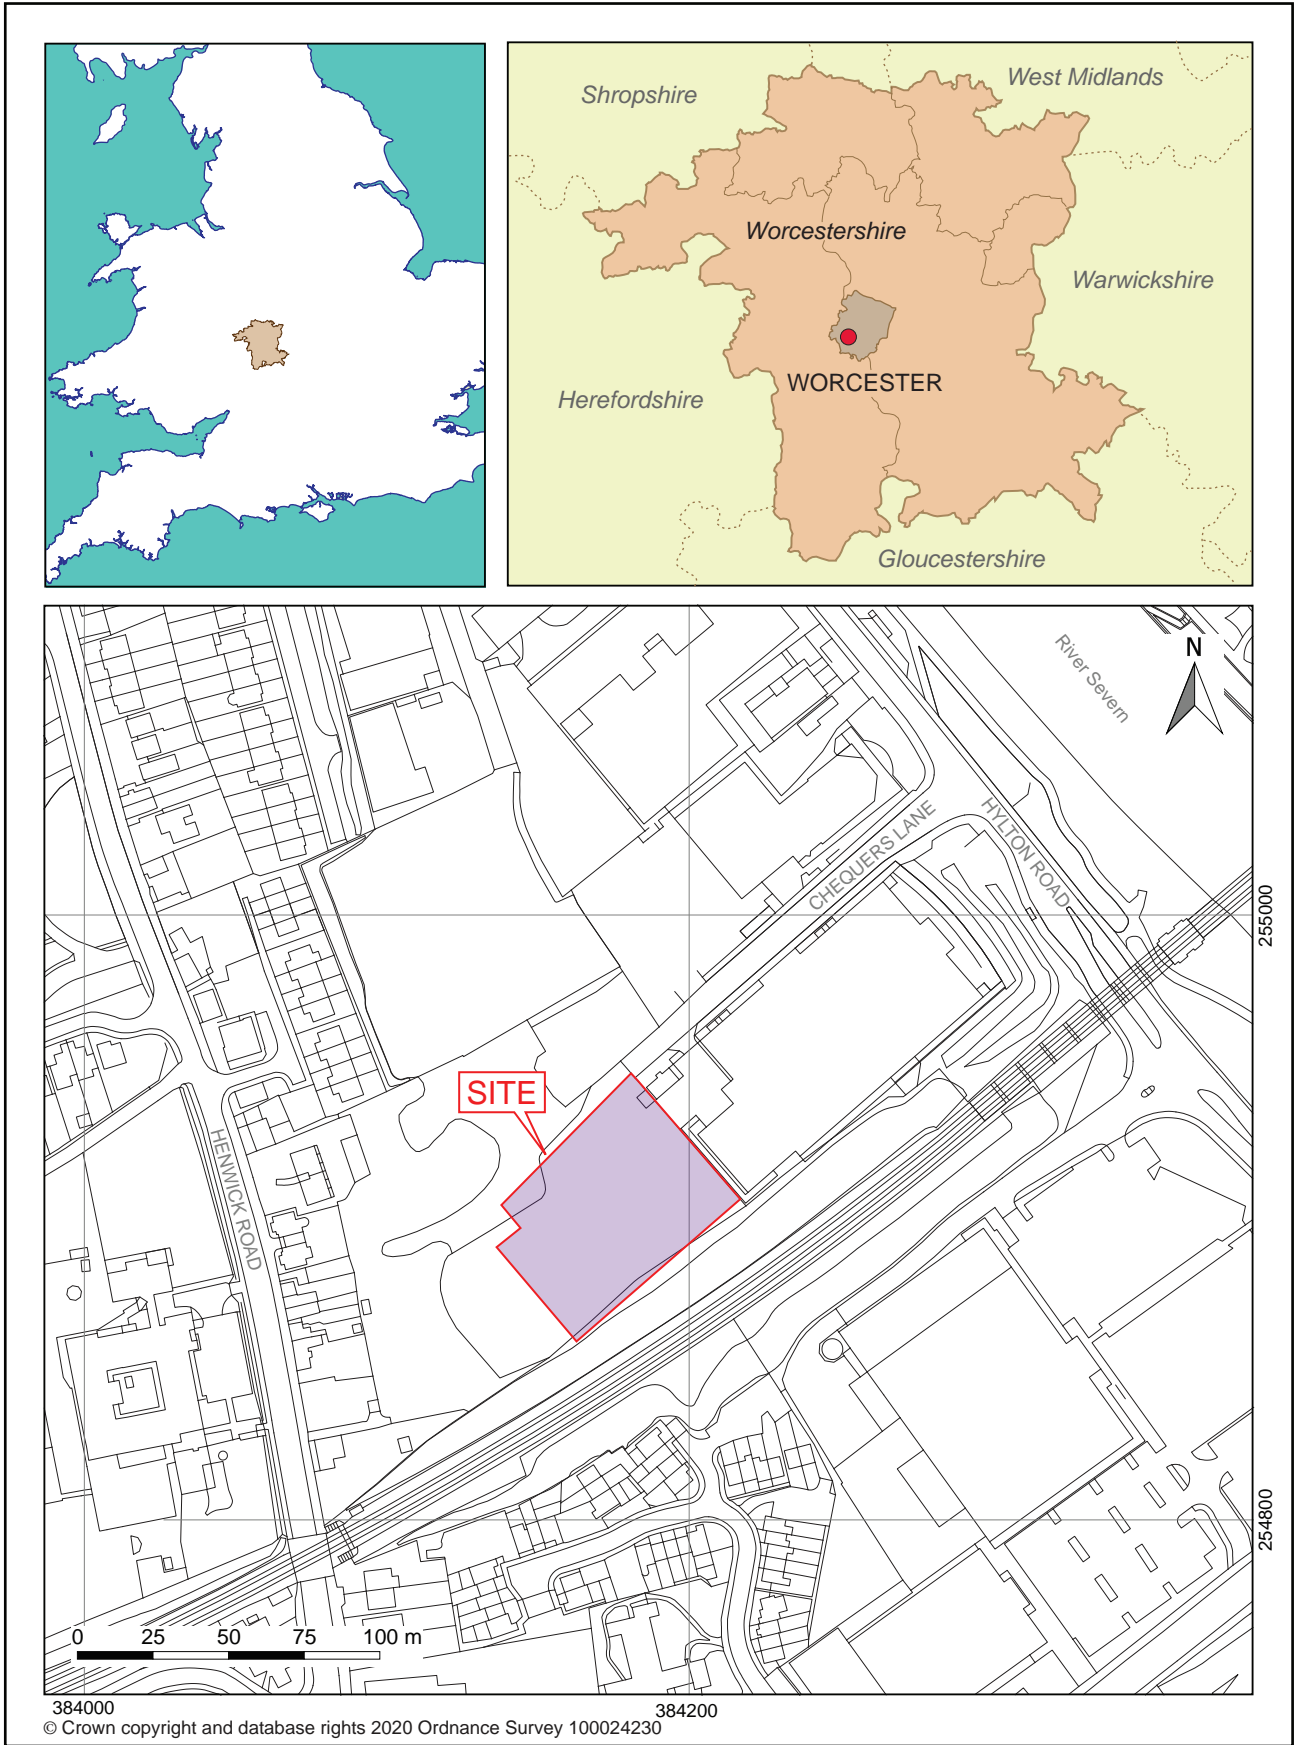 Shropshire
West Midlands
Worcestershire
Warwickshire
WORCESTER
Herefordshire
Gloucestershire
River Severn
N
CHEQUERS LANE
HYLTON ROAD
255000
SITE
HENWICK ROAD
254800
0 25 50 75 100 m
384000
384200
© Crown copyright and database rights 2020 Ordnance Survey 100024230